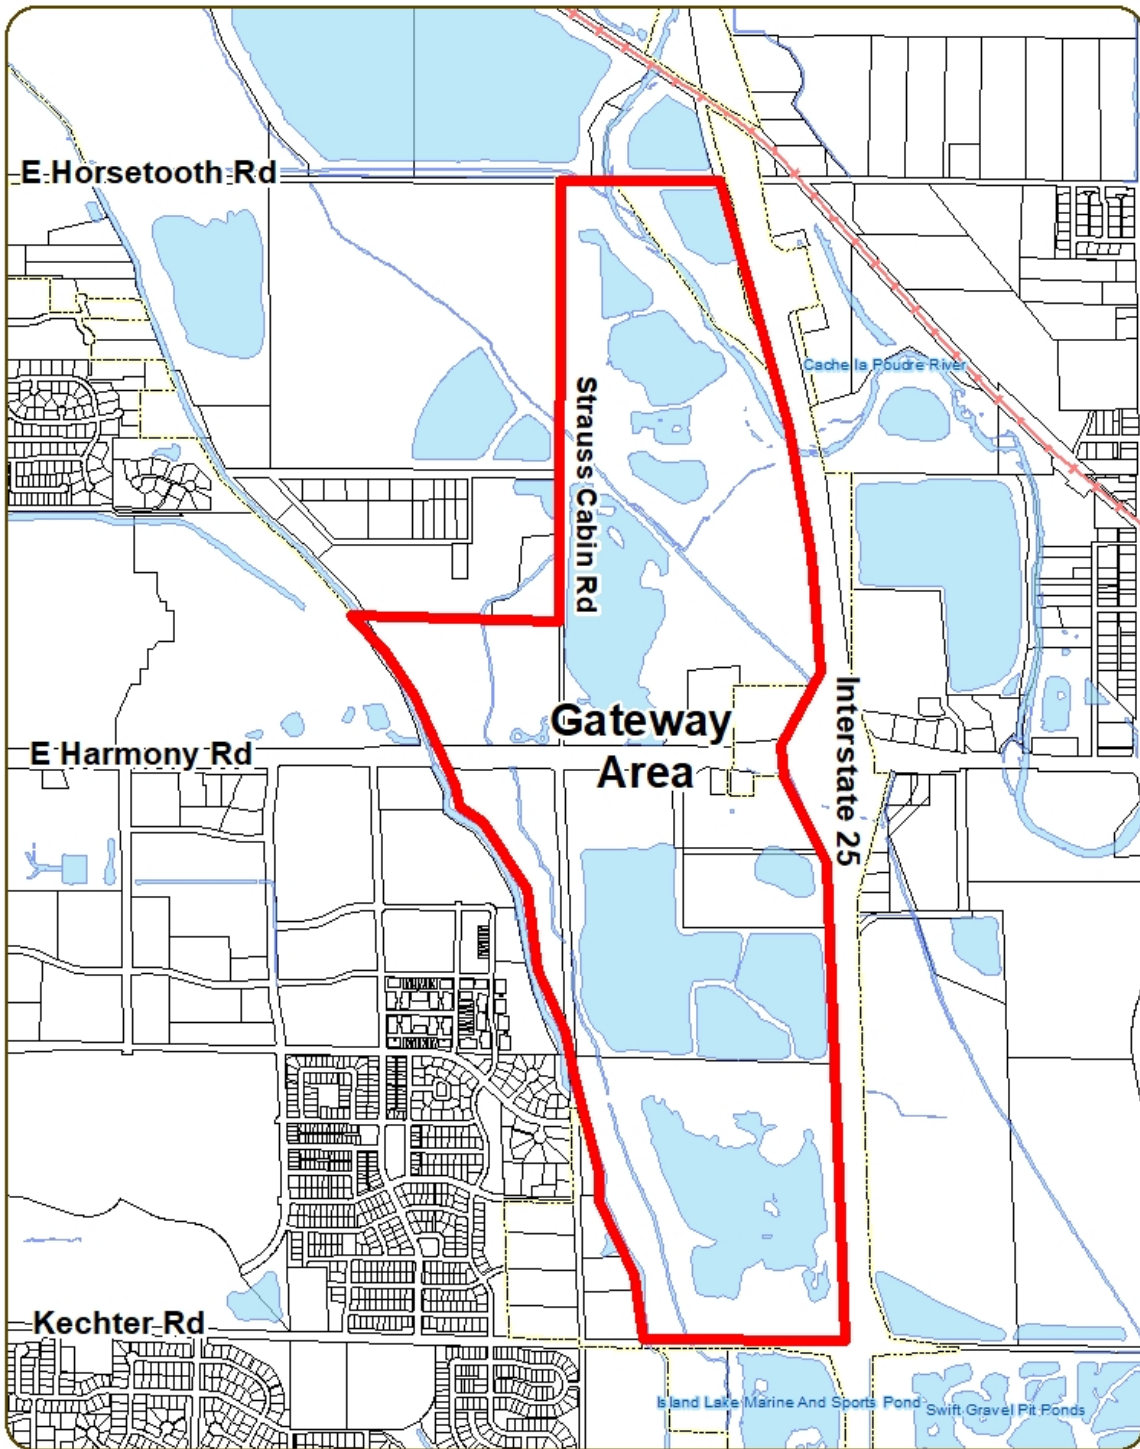 E Horsetooth Rd
Cache la Poudre River
Strauss Cabin Rd
Interstate 25
Gateway
Area
E Harmony Rd
Kechter Rd
Island Lake Marine And Sports Pond
Swift Gravel Pit Ponds